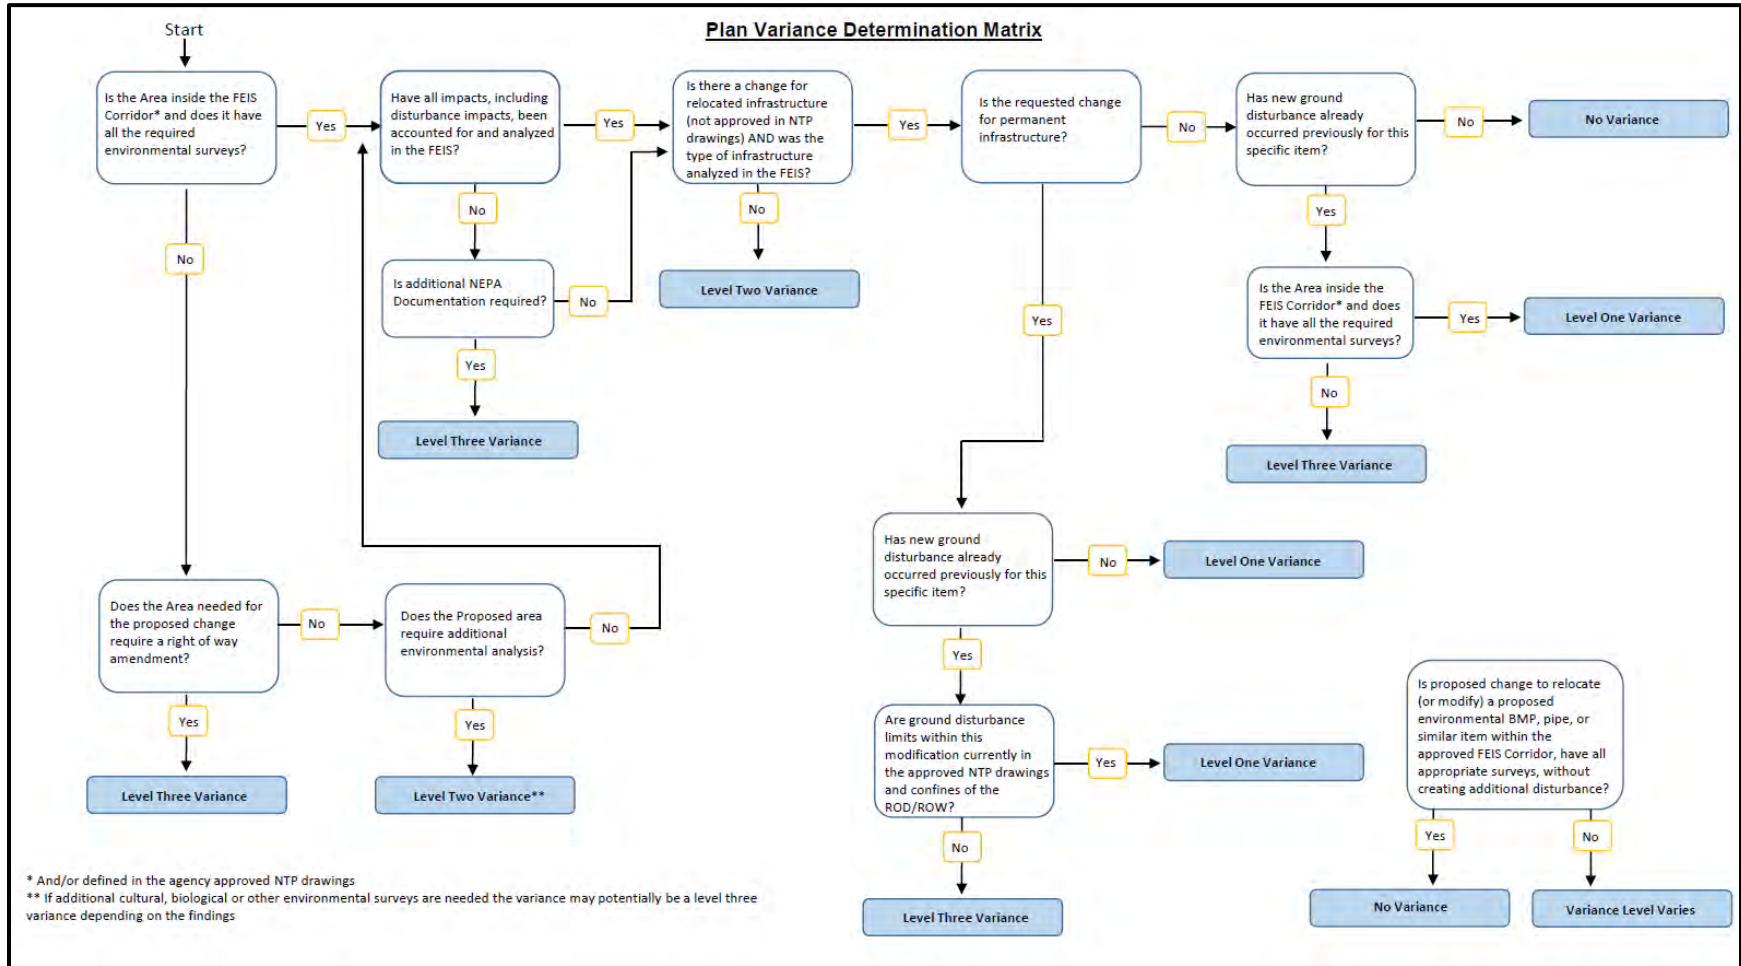 Plan Variance Determination Matrix
Start
Is the Area inside the FEIS
Corridor* and does it have
all the required
environmental surveys?
Yes
Have all impacts, including
disturbance impacts, been
accounted for and analyzed
in the FEIS?
Yes
Is there a change for
relocated infrastructure
(not approved in NTP
drawings) AND was the
type of infrastructure
analyzed in the FEIS?
Yes
Is the requested change
for permanent
infrastructure?
No
Has new ground
disturbance already
occurred previously for this
specific item?
No
No Variance
No
No
Yes
No
Is additional NEPA
Documentation required?
No
Level Two Variance
Yes
Is the Area inside the
FEIS Corridor* and does
it have all the required
environmental surveys?
Yes
Level One Variance
Yes
No
Level Three Variance
Level Three Variance
Has new ground
disturbance already
occurred previously for this
specific item?
No
Level One Variance
Does the Area needed for
the proposed change
require a right of way
amendment?
No
Does the Proposed area
require additional
environmental analysis?
No
Yes
Yes
Yes
Are ground disturbance
limits within this
modification currently in
the approved NTP drawings
and confines of the
ROD/ROW?
Yes
Level One Variance
Is proposed change to relocate
(or modify) a proposed
environmental BMP, pipe, or
similar item within the
approved FEIS Corridor, have all
appropriate surveys, without
creating additional disturbance?
Level Three Variance
Level Two Variance**
No
Yes
No
Level Three Variance
No Variance
Variance Level Varies
* And/or defined in the agency approved NTP drawings
** If additional cultural, biological or other environmental surveys are needed the variance may potentially be a level three
variance depending on the findings